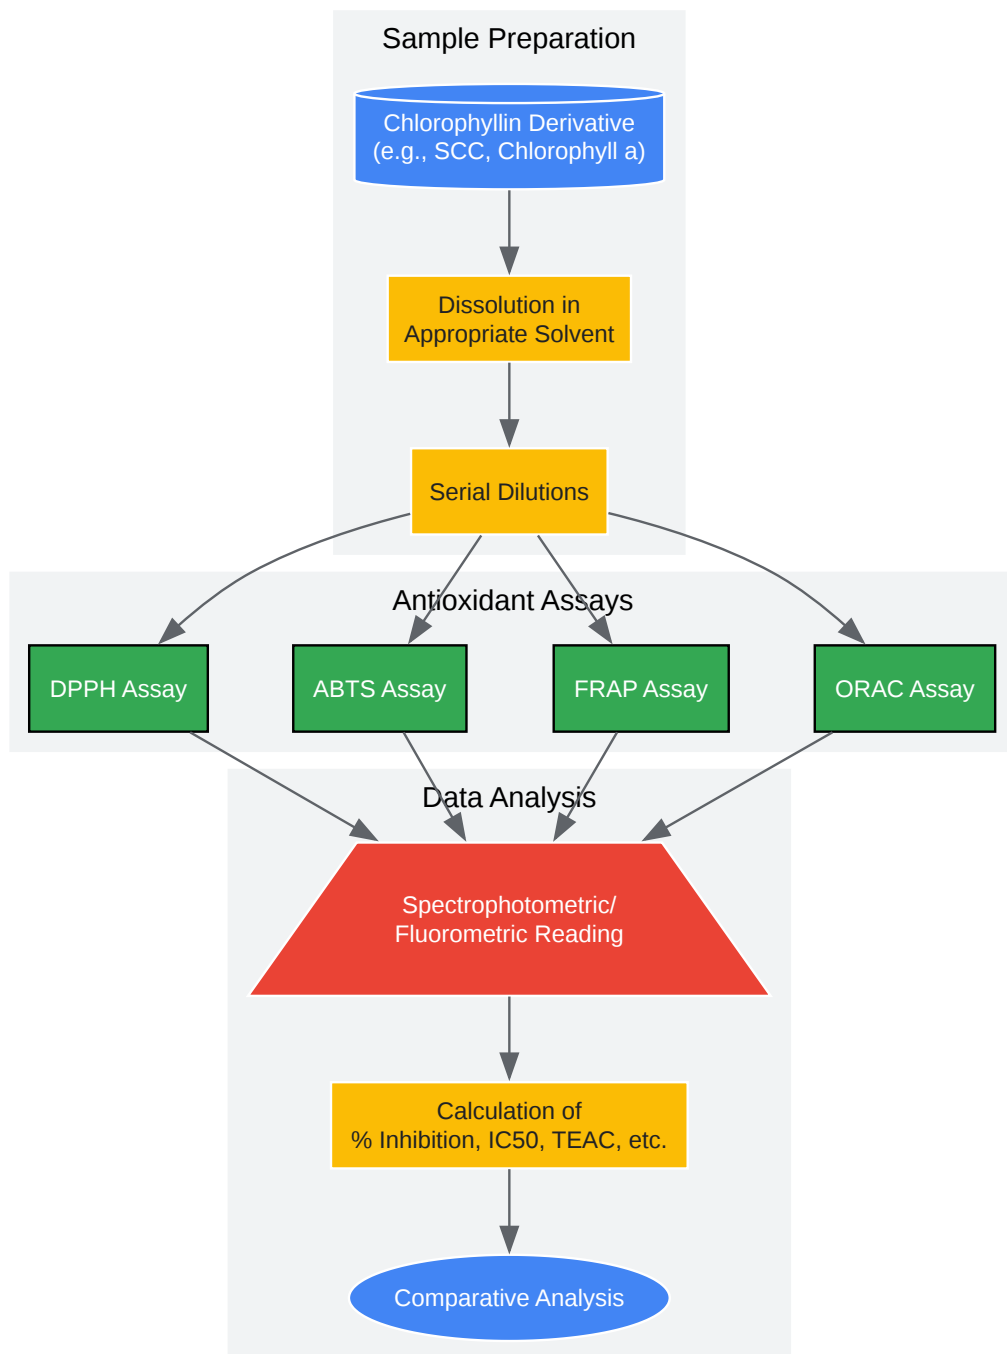 Sample Preparation
Chlorophyllin Derivative
(e.g., SCC, Chlorophyll a)
Dissolution in
Appropriate Solvent
Serial Dilutions
Antioxidant Assays
DPPH Assay
ABTS Assay
FRAP Assay
ORAC Assay
Data Analysis
Spectrophotometric/
Fluorometric Reading
Calculation of
% Inhibition, IC50, TEAC, etc.
Comparative Analysis